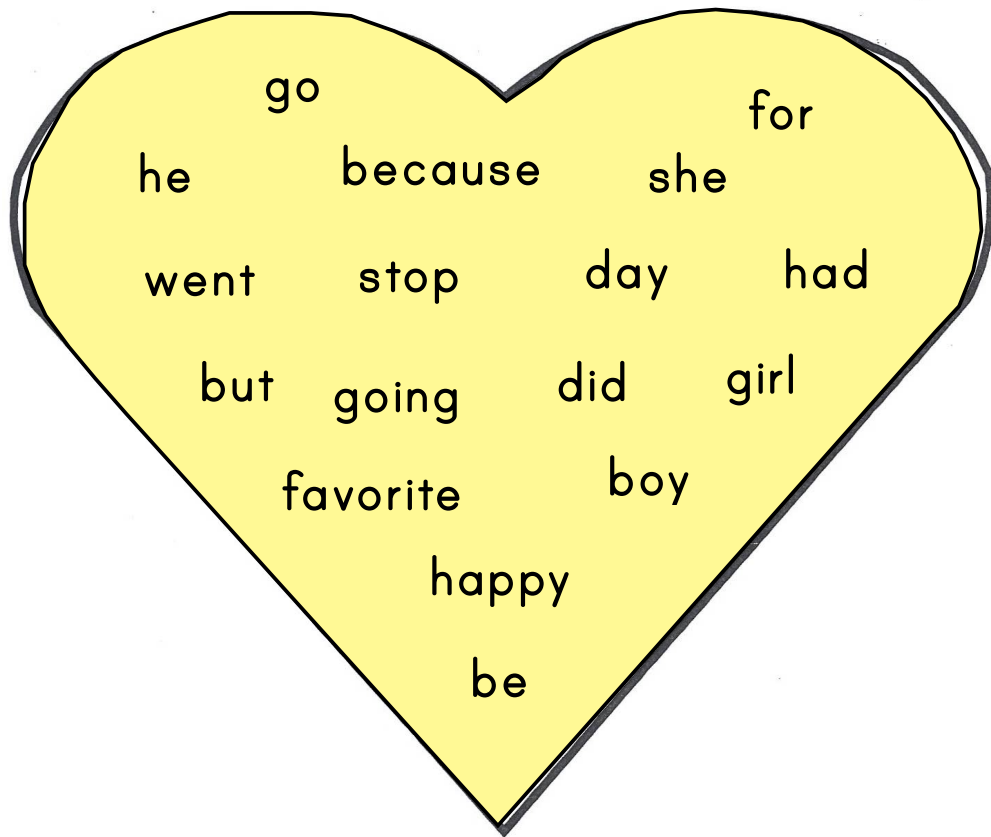 go for
he because she
went stop day had
but going did girl
favorite boy
happy
be